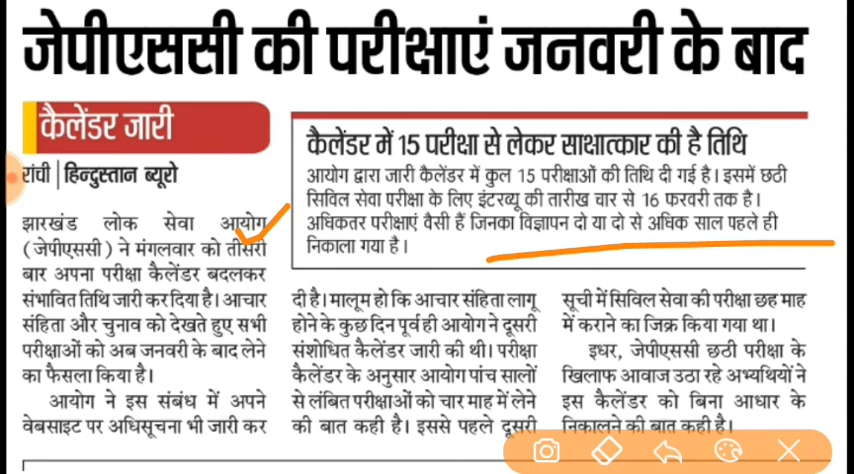 जेपीएससी की परीक्षाएं जनवरी के बाद
कैलेंडर जारी
रांची | हिन्दुस्तान ब्यूरो
झारखंड लोक सेवा आयोग
(जेपीएससी) ने मंगलवार को तीसरी
बार अपना परीक्षा कैलेंडर बदलकर
संभावित तिथि जारी कर दिया है। आचार
संहिता और चुनाव को देखते हुए सभी
परीक्षाओं को अब जनवरी के बाद लेने
का फैसला किया है।
आयोग ने इस संबंध में अपने
वेबसाइट पर अधिसूचना भी जारी कर
कैलेंडर में 15 परीक्षा से लेकर साक्षात्कार की है तिथि
आयोग द्वारा जारी कैलेंडर में कुल 15 परीक्षाओं की तिथि दी गई है। इसमें छठी
सिविल सेवा परीक्षा के लिए इंटरव्यू की तारीख चार से 16 फरवरी तक है।
अधिकतर परीक्षाएं वैसी हैं जिनका विज्ञापन दो या दो से अधिक साल पहले ही
निकाला गया है।
दी है। मालूम हो कि आचार संहिता लागू
होने के कुछ दिन पूर्व ही आयोग ने दूसरी
संशोधित कैलेंडर जारी की थी। परीक्षा
कैलेंडर के अनुसार आयोग पांच सालों
से लंबित परीक्षाओं को चार माह में लेने
की बात कही है। इससे पहले दूसरी
सूची में सिविल सेवा की परीक्षा छह माह
में कराने का जिक्र किया गया था।
इधर, जेपीएससी छठी परीक्षा के
खिलाफ आवाज उठा रहे अभ्यथियों ने
इस कैलेंडर को बिना आधार के
निकालने की बात कही है।